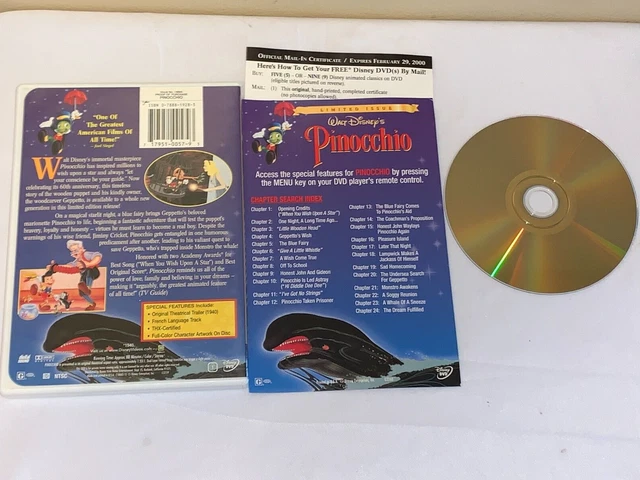 "One Of
The Greatest
American Films Of
All Time!"
Walt Disney's immortal masterpiece
Pinocchio has inspired millions to
wish upon a star and always "let
your conscience be your guide." Now
celebrating its 60th anniversary, this timeless
story of the wooden puppet and his kindly owner,
the woodcarver Geppetto, is available to a whole new
generation in this limited edition release!
On a magical starlit night, a blue fairy brings Geppetto's beloved
marionette Pinocchio to life, beginning a fantastic adventure that will test the puppet's
bravery, loyalty and honesty – virtues he must learn to become a real boy. Despite the
warnings of his wise friend, Jiminy Cricket, Pinocchio gets entangled in one humorous
predicament after another, leading to his valiant quest to
save Geppetto, who's trapped inside Monstro the whale!
Honored with two Academy Awards for
Best Song ("When You Wish Upon A Star") and Best
Original Score, Pinocchio reminds us all of the
power of love, family and believing in your dreams –
making it "arguably, the greatest animated feature
of all time!" (TV Guide)
SPECIAL FEATURES INCLUDE:
• Original Theatrical Trailer (1940)
• French Language Track
• THX-Certified
• Full-Color Character Artwork On Disc
NTSC
OFFICIAL MAIL-IN CERTIFICATE / EXPIRES FEBRUARY 29, 2000
Here's How To Get Your FREE* Disney DVD(s) By Mail!
BUY: FIVE (5) – OR – NINE (9) Disney animated classics on DVD
(eligible titles pictured on reverse).
MAIL: (1) This original, hand-printed, completed certificate
(no photocopies allowed).
LIMITED ISSUE
WALT DISNEY'S
Pinocchio
Access the special features for PINOCCHIO by pressing
the MENU key on your DVD player's remote control.
CHAPTER SEARCH INDEX
Chapter 1: Opening Credits
("When You Wish Upon A Star")
Chapter 2: One Night, A Long Time Ago...
Chapter 3: "Little Wooden Head"
Chapter 4: Geppetto's Wish
Chapter 5: The Blue Fairy
Chapter 6: "Give A Little Whistle"
Chapter 7: A Wish Come True
Chapter 8: Off To School
Chapter 9: Honest John And Gideon
Chapter 10: Pinocchio Is Led Astray
("Hi Diddle Dee Dee")
Chapter 11: "I've Got No Strings"
Chapter 12: Pinocchio Taken Prisoner
Chapter 13: The Blue Fairy Comes
To Pinocchio's Aid
Chapter 14: The Coachman's Proposition
Chapter 15: Honest John Waylays
Pinocchio Again
Chapter 16: Pleasure Island
Chapter 17: Later That Night
Chapter 18: Lampwick Makes A
Jackass Of Himself
Chapter 19: Sad Homecoming
Chapter 20: The Undersea Search
For Geppetto
Chapter 21: Monstro Awakens
Chapter 22: A Soggy Reunion
Chapter 23: A Whale Of A Sneeze
Chapter 24: The Dream Fulfilled
G
Disney
DVD